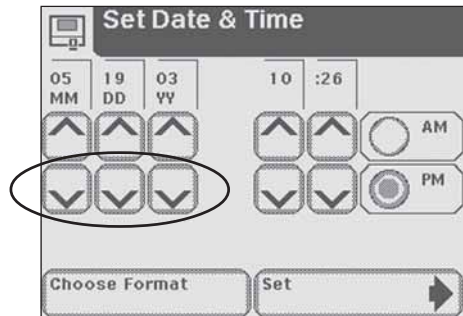 Set Date & Time
05 19 03 10 :26
MM DD YY
AM
PM
Choose Format Set